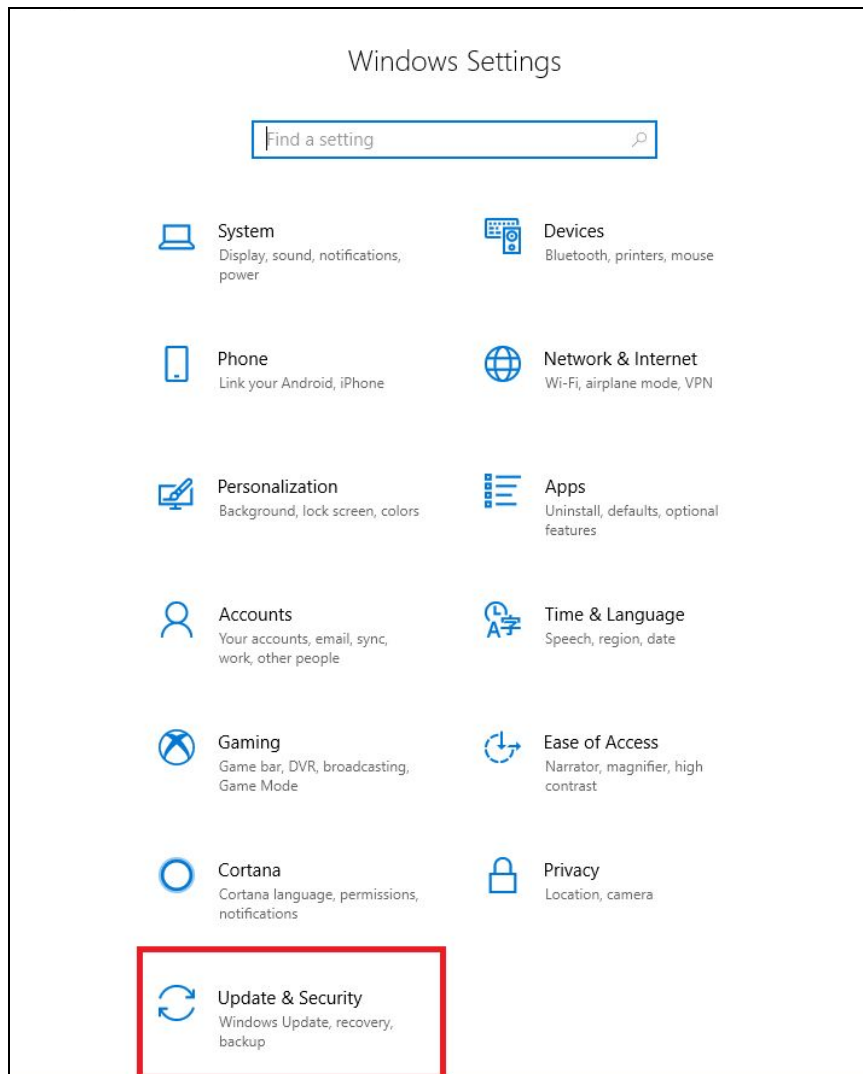 Windows Settings
Find a setting
System
Display, sound, notifications,
power
Devices
Bluetooth, printers, mouse
Phone
Link your Android, iPhone
Network & Internet
Wi-Fi, airplane mode, VPN
Personalization
Background, lock screen, colors
Apps
Uninstall, defaults, optional
features
Accounts
Your accounts, email, sync,
work, other people
Time & Language
Speech, region, date
Gaming
Game bar, DVR, broadcasting,
Game Mode
Ease of Access
Narrator, magnifier, high
contrast
Cortana
Cortana language, permissions,
notifications
Privacy
Location, camera
Update & Security
Windows Update, recovery,
backup